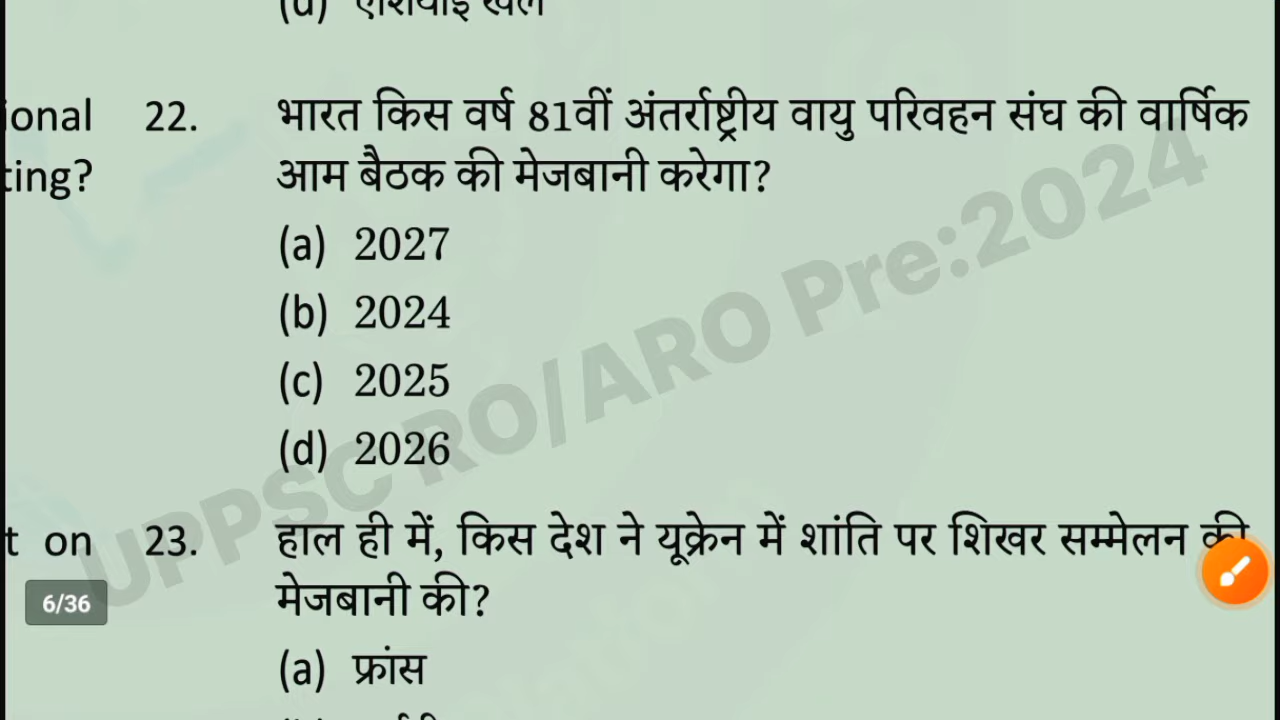 (d) एशियाई खेल
ional 22. भारत किस वर्ष 81वीं अंतर्राष्ट्रीय वायु परिवहन संघ की वार्षिक
ting? आम बैठक की मेजबानी करेगा?
(a) 2027
(b) 2024
(c) 2025
(d) 2026
UPPSC RO/ARO Pre:2024
t on 23. हाल ही में, किस देश ने यूक्रेन में शांति पर शिखर सम्मेलन की
मेजबानी की?
6/36
(a) फ्रांस